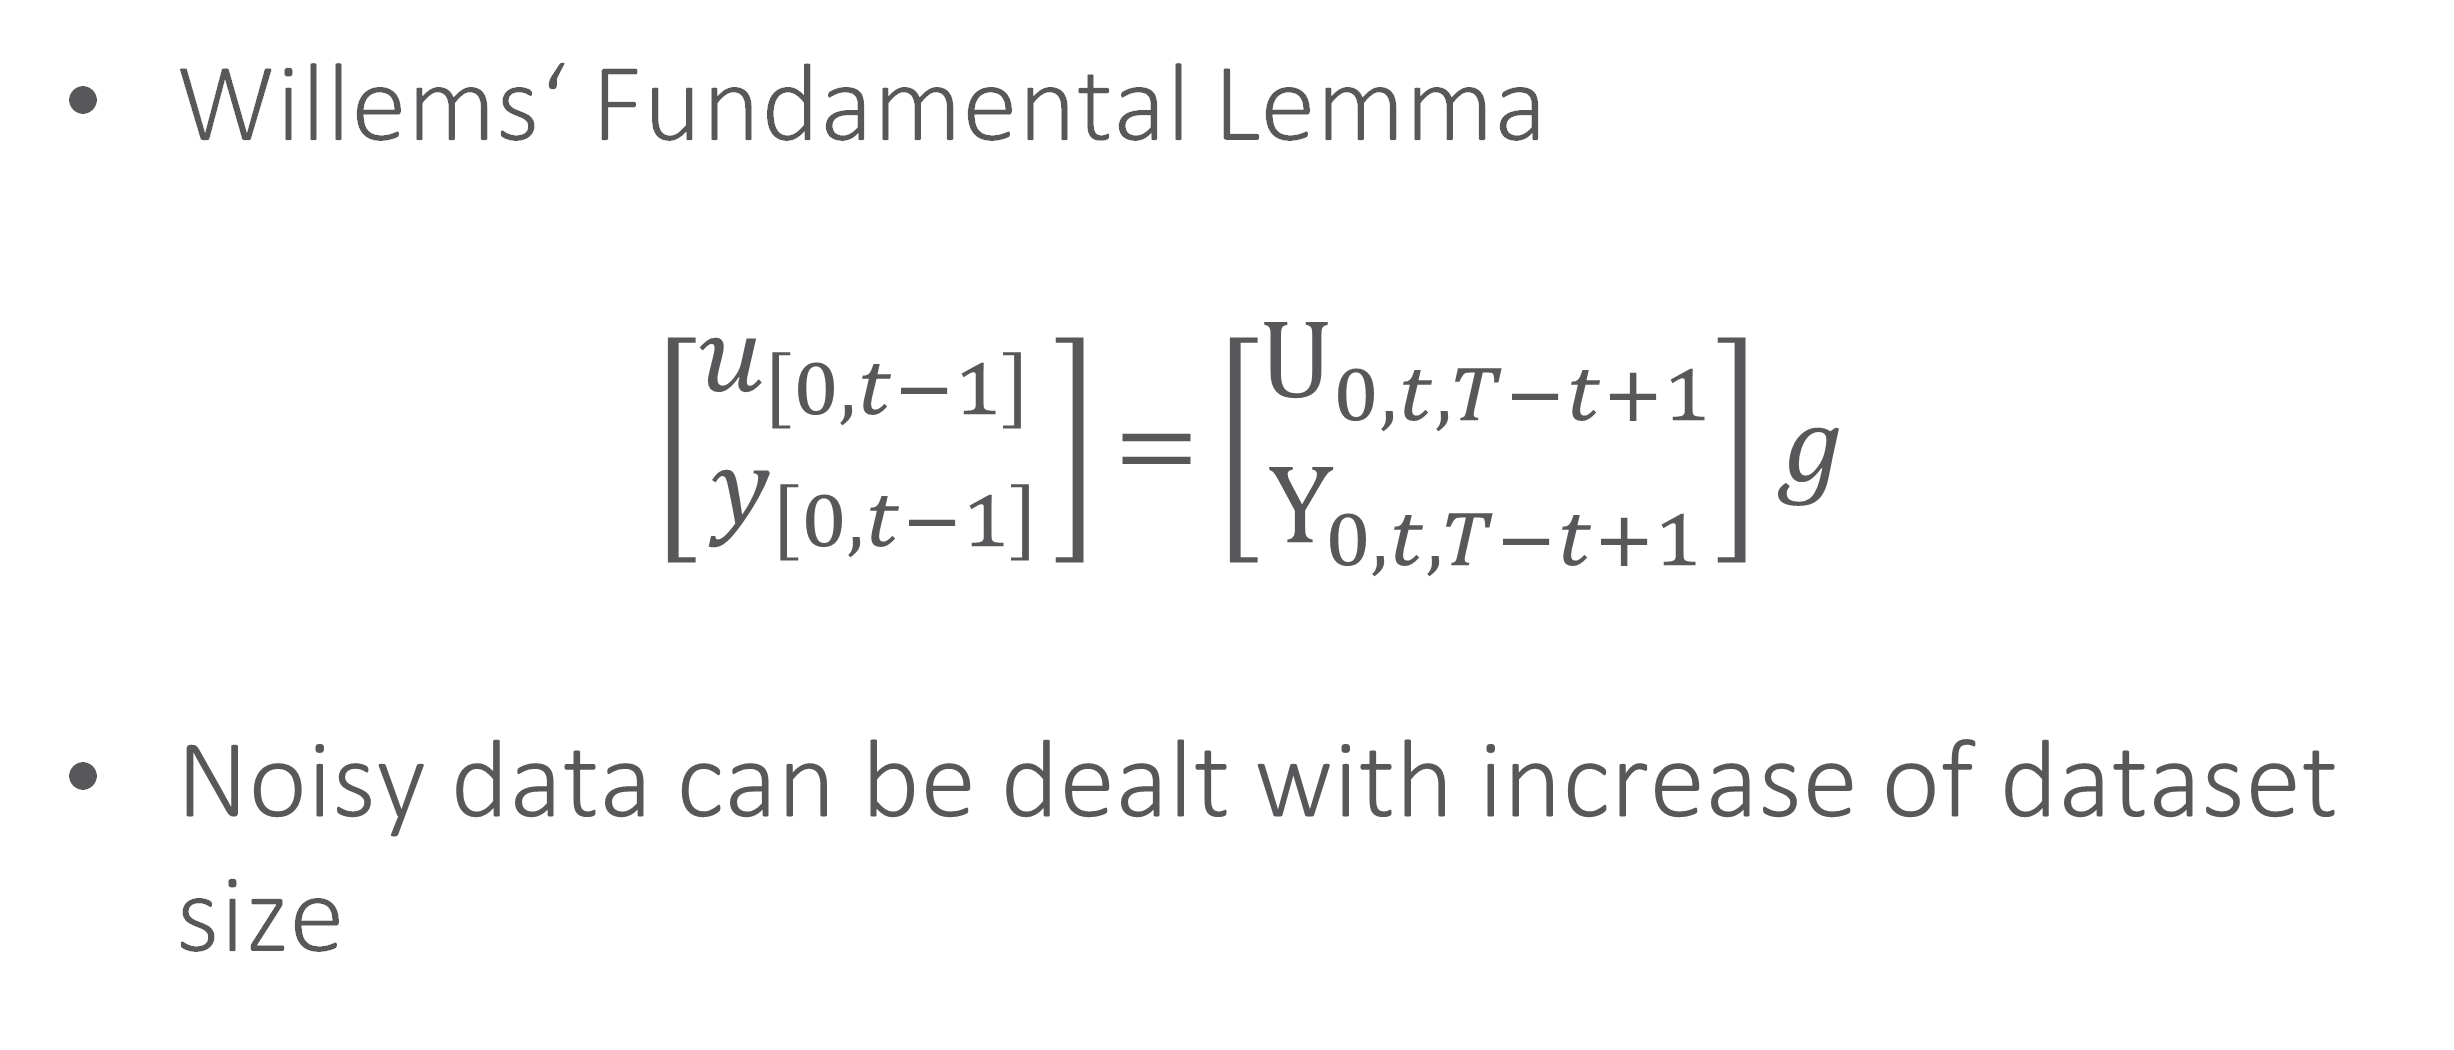 • Willems‘ Fundamental Lemma
[u[0,t−1] y[0,t−1]] = [U0,t,T−t+1 Y0,t,T−t+1] g
• Noisy data can be dealt with increase of dataset
size